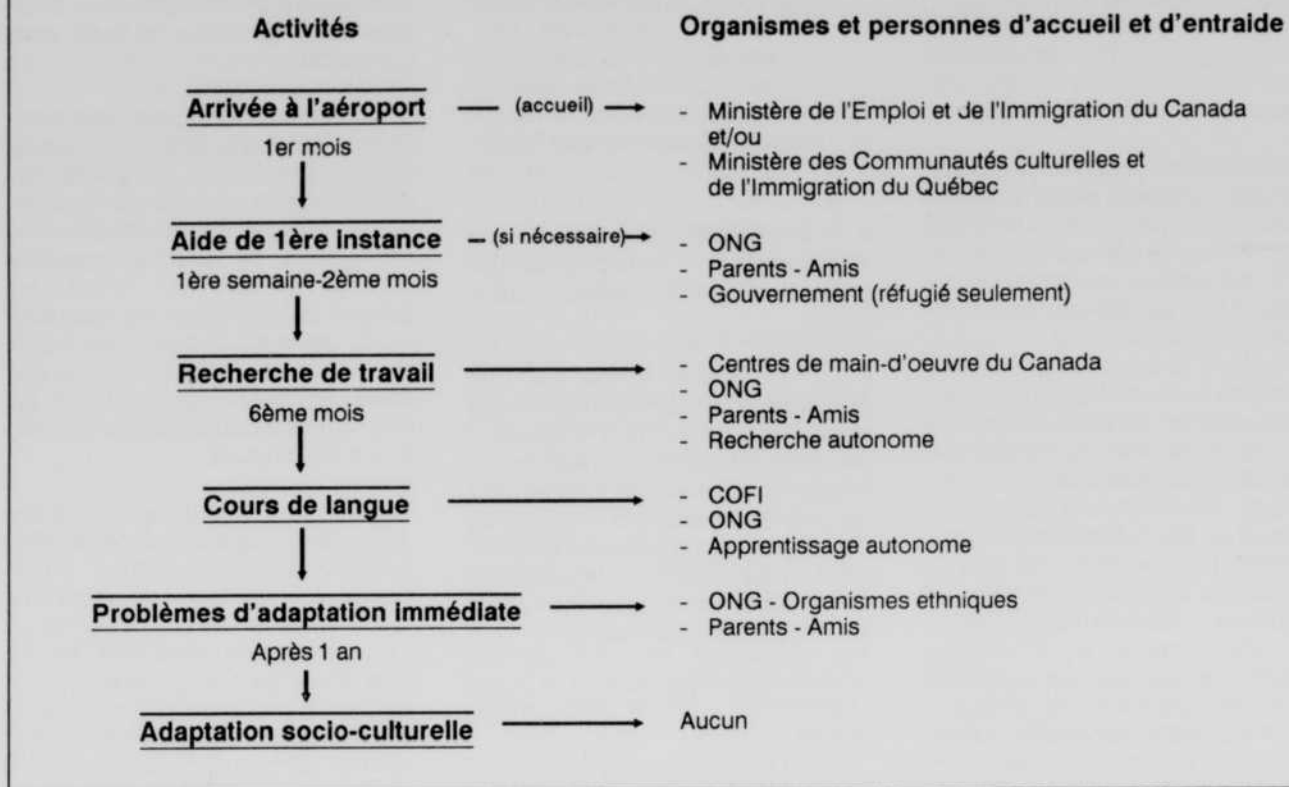 Activités
Organismes et personnes d'accueil et d'entraide
Arrivée à l'aéroport
(accueil)
- Ministère de l'Emploi et de l'Immigration du Canada
et/ou
- Ministère des Communautés culturelles et
de l'Immigration du Québec
1er mois
Aide de 1ère instance
(si nécessaire)
- ONG
- Parents - Amis
- Gouvernement (réfugié seulement)
1ère semaine-2ème mois
Recherche de travail
- Centres de main-d'oeuvre du Canada
- ONG
- Parents - Amis
- Recherche autonome
6ème mois
Cours de langue
- COFI
- ONG
- Apprentissage autonome
Problèmes d'adaptation immédiate
- ONG - Organismes ethniques
- Parents - Amis
Après 1 an
Adaptation socio-culturelle
Aucun